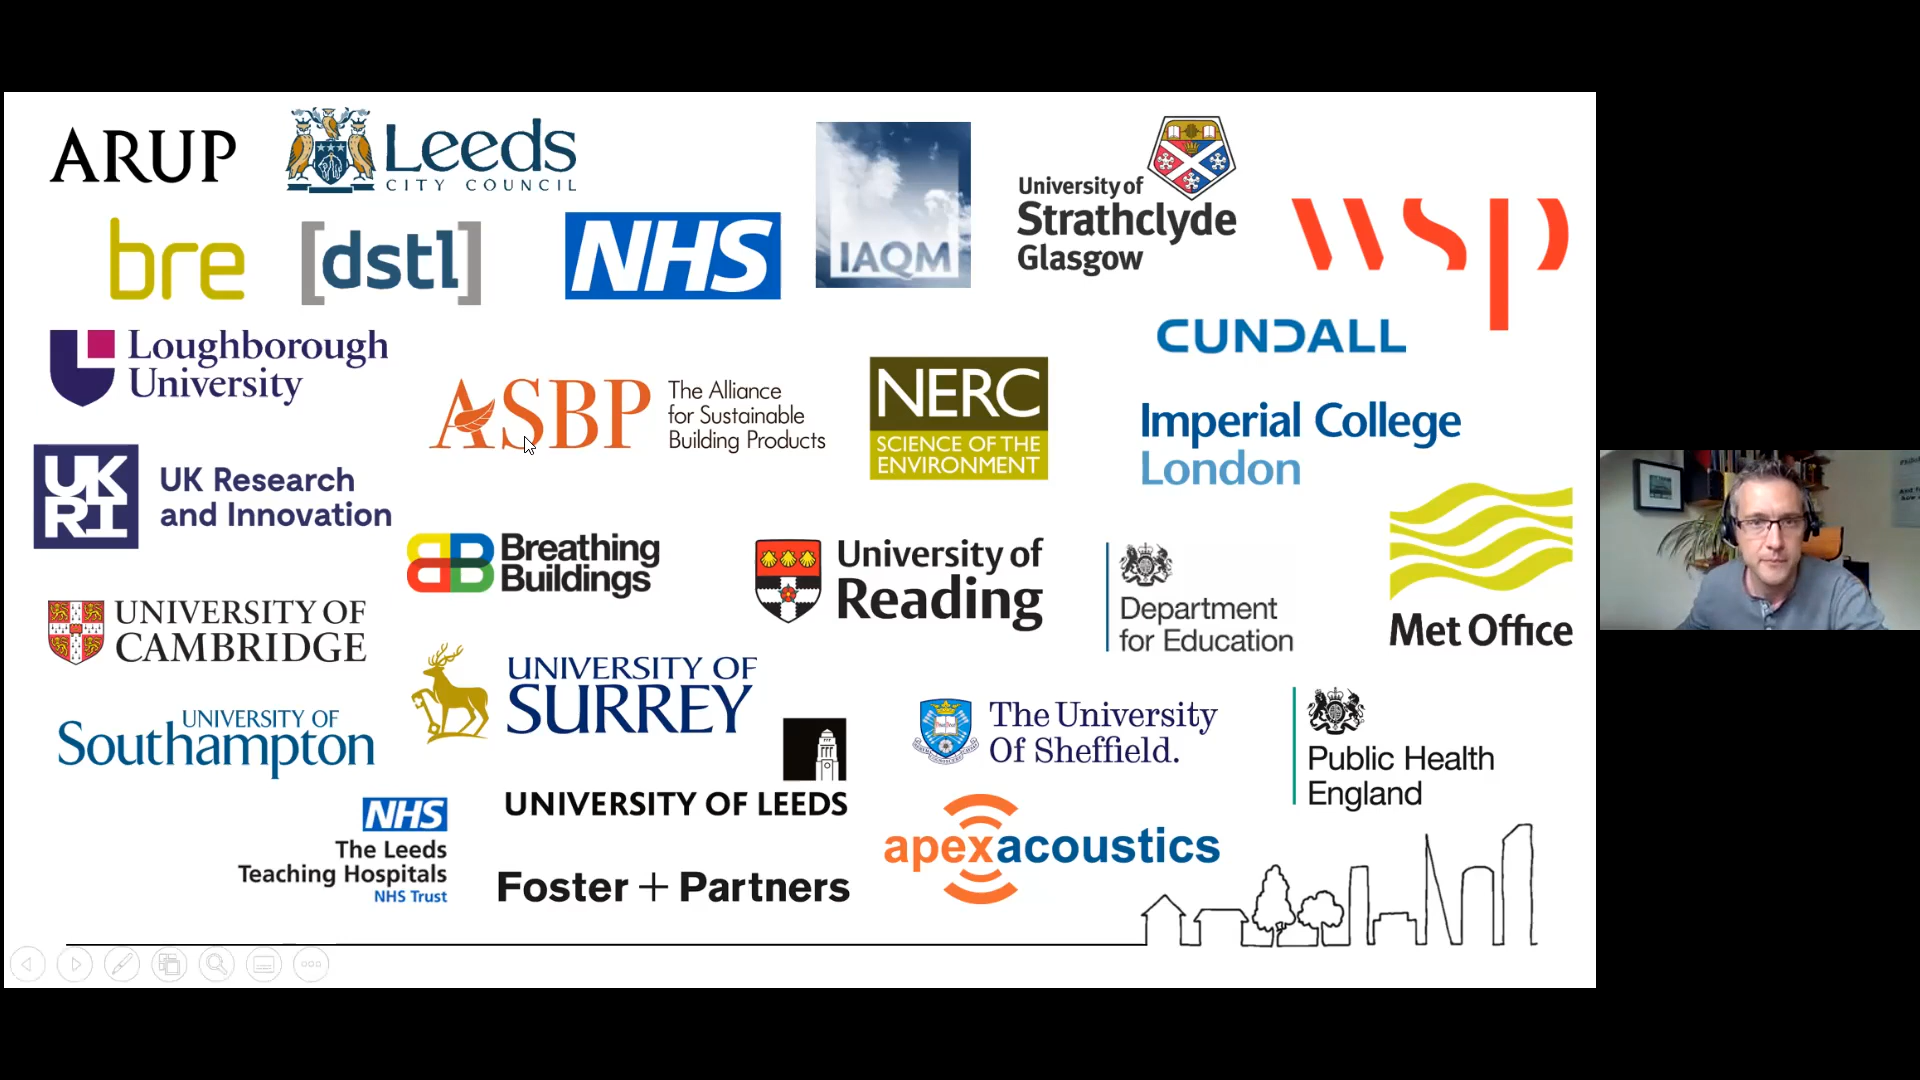 ARUP
Leeds
CITY COUNCIL
IAQM
University of
Strathclyde
Glasgow
wsp
bre
[dstl]
NHS
CUNDALL
Loughborough
University
ASBP
The Alliance
for Sustainable
Building Products
NERC
SCIENCE OF THE
ENVIRONMENT
Imperial College
London
UK
RI
UK Research
and Innovation
Breathing
Buildings
University of
Reading
Department
for Education
Met Office
UNIVERSITY OF
CAMBRIDGE
UNIVERSITY OF
SURREY
UNIVERSITY OF
Southampton
The University
Of Sheffield.
Public Health
England
NHS
The Leeds
Teaching Hospitals
NHS Trust
UNIVERSITY OF LEEDS
apexacoustics
Foster + Partners